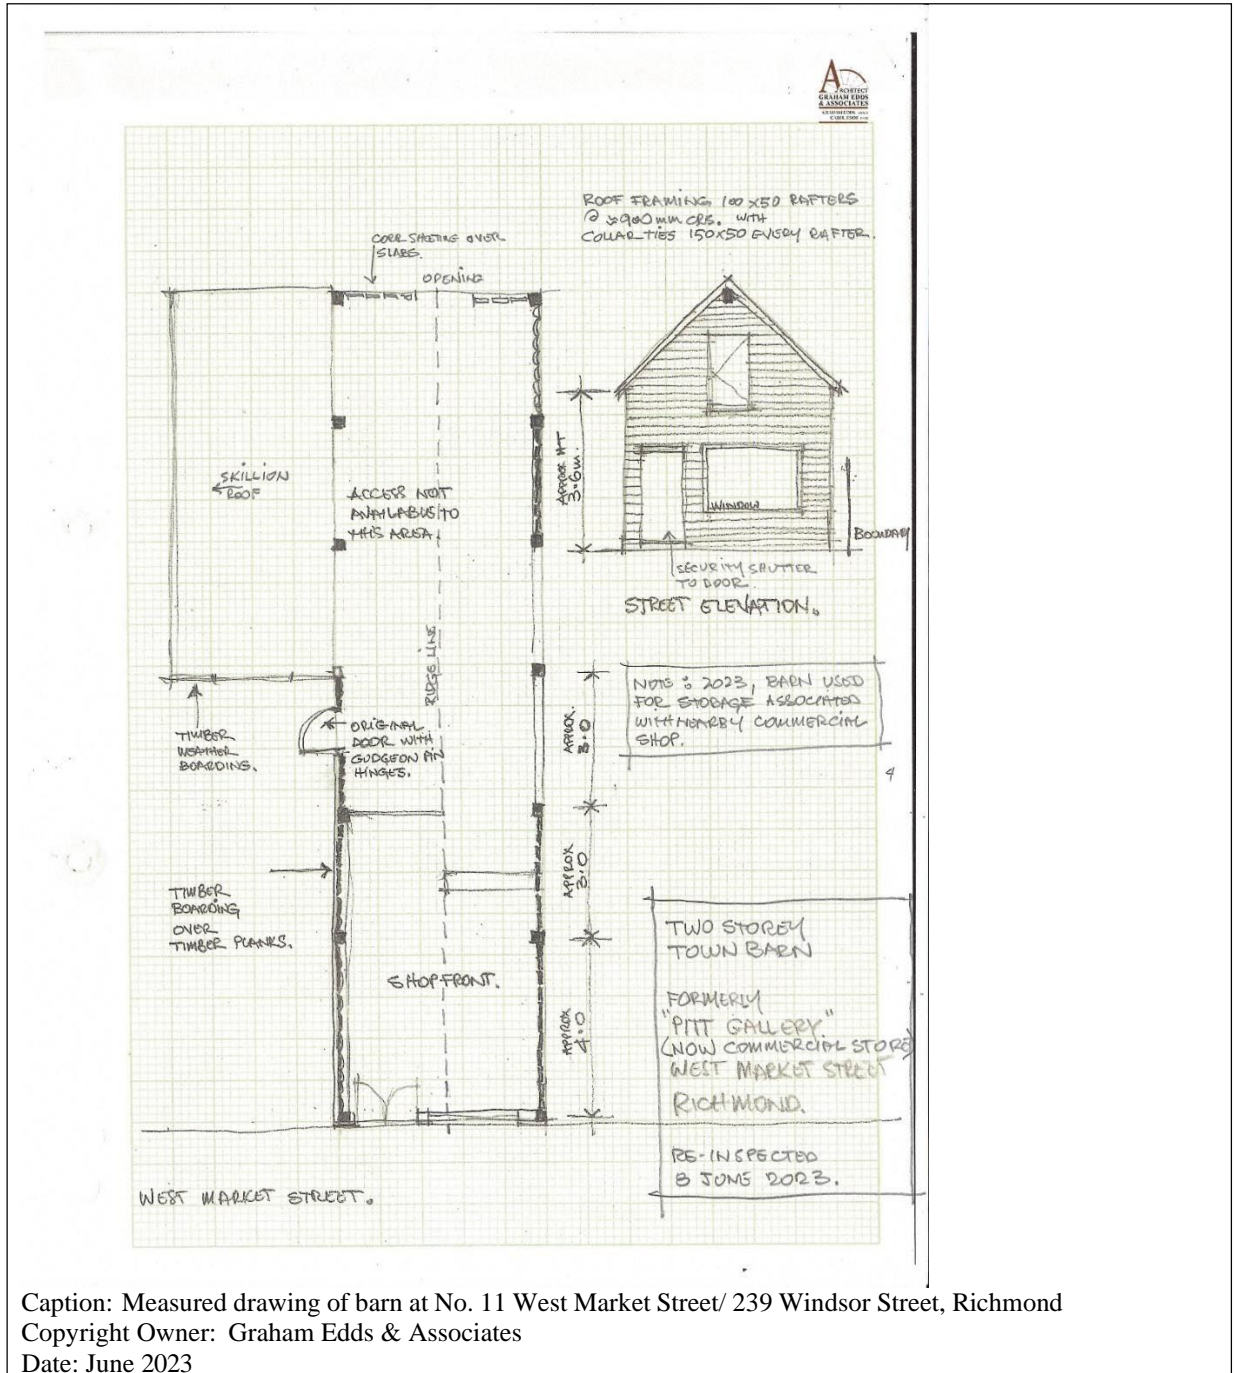 ARCHITECT
GRAHAM EDDS
& ASSOCIATES
ROOF FRAMING 100 x 50 RAFTERS
@ 900mm CRS. WITH
COLLAR TIES 150X50 EVERY RAFTER.
CORR SHEETING OVER
SLABS.
OPENING
SKILLION
ROOF
ACCESS NOT
AVAILABLE TO
THIS AREA.
APPROX HT
3.6m.
WINDOW
BOUNDARY
SECURITY SHUTTER
TO DOOR
STREET ELEVATION.
RIDGE LINE
NOTE : 2023, BARN USED
FOR STORAGE ASSOCIATED
WITH NEARBY COMMERCIAL
SHOP.
TIMBER
WEATHER
BOARDING.
ORIGINAL
DOOR WITH
GUDGEON PIN
HINGES.
APPROX.
3.0
4
APPROX
3.0
TIMBER
BOARDING
OVER
TIMBER PLANKS.
SHOP FRONT.
APPROX
4.0
TWO STOREY
TOWN BARN
FORMERLY
"PITT GALLERY"
(NOW COMMERCIAL STORE)
WEST MARKET STREET
RICHMOND.
RE-INSPECTED
8 JUNE 2023.
WEST MARKET STREET.
Caption: Measured drawing of barn at No. 11 West Market Street/ 239 Windsor Street, Richmond
Copyright Owner: Graham Edds & Associates
Date: June 2023